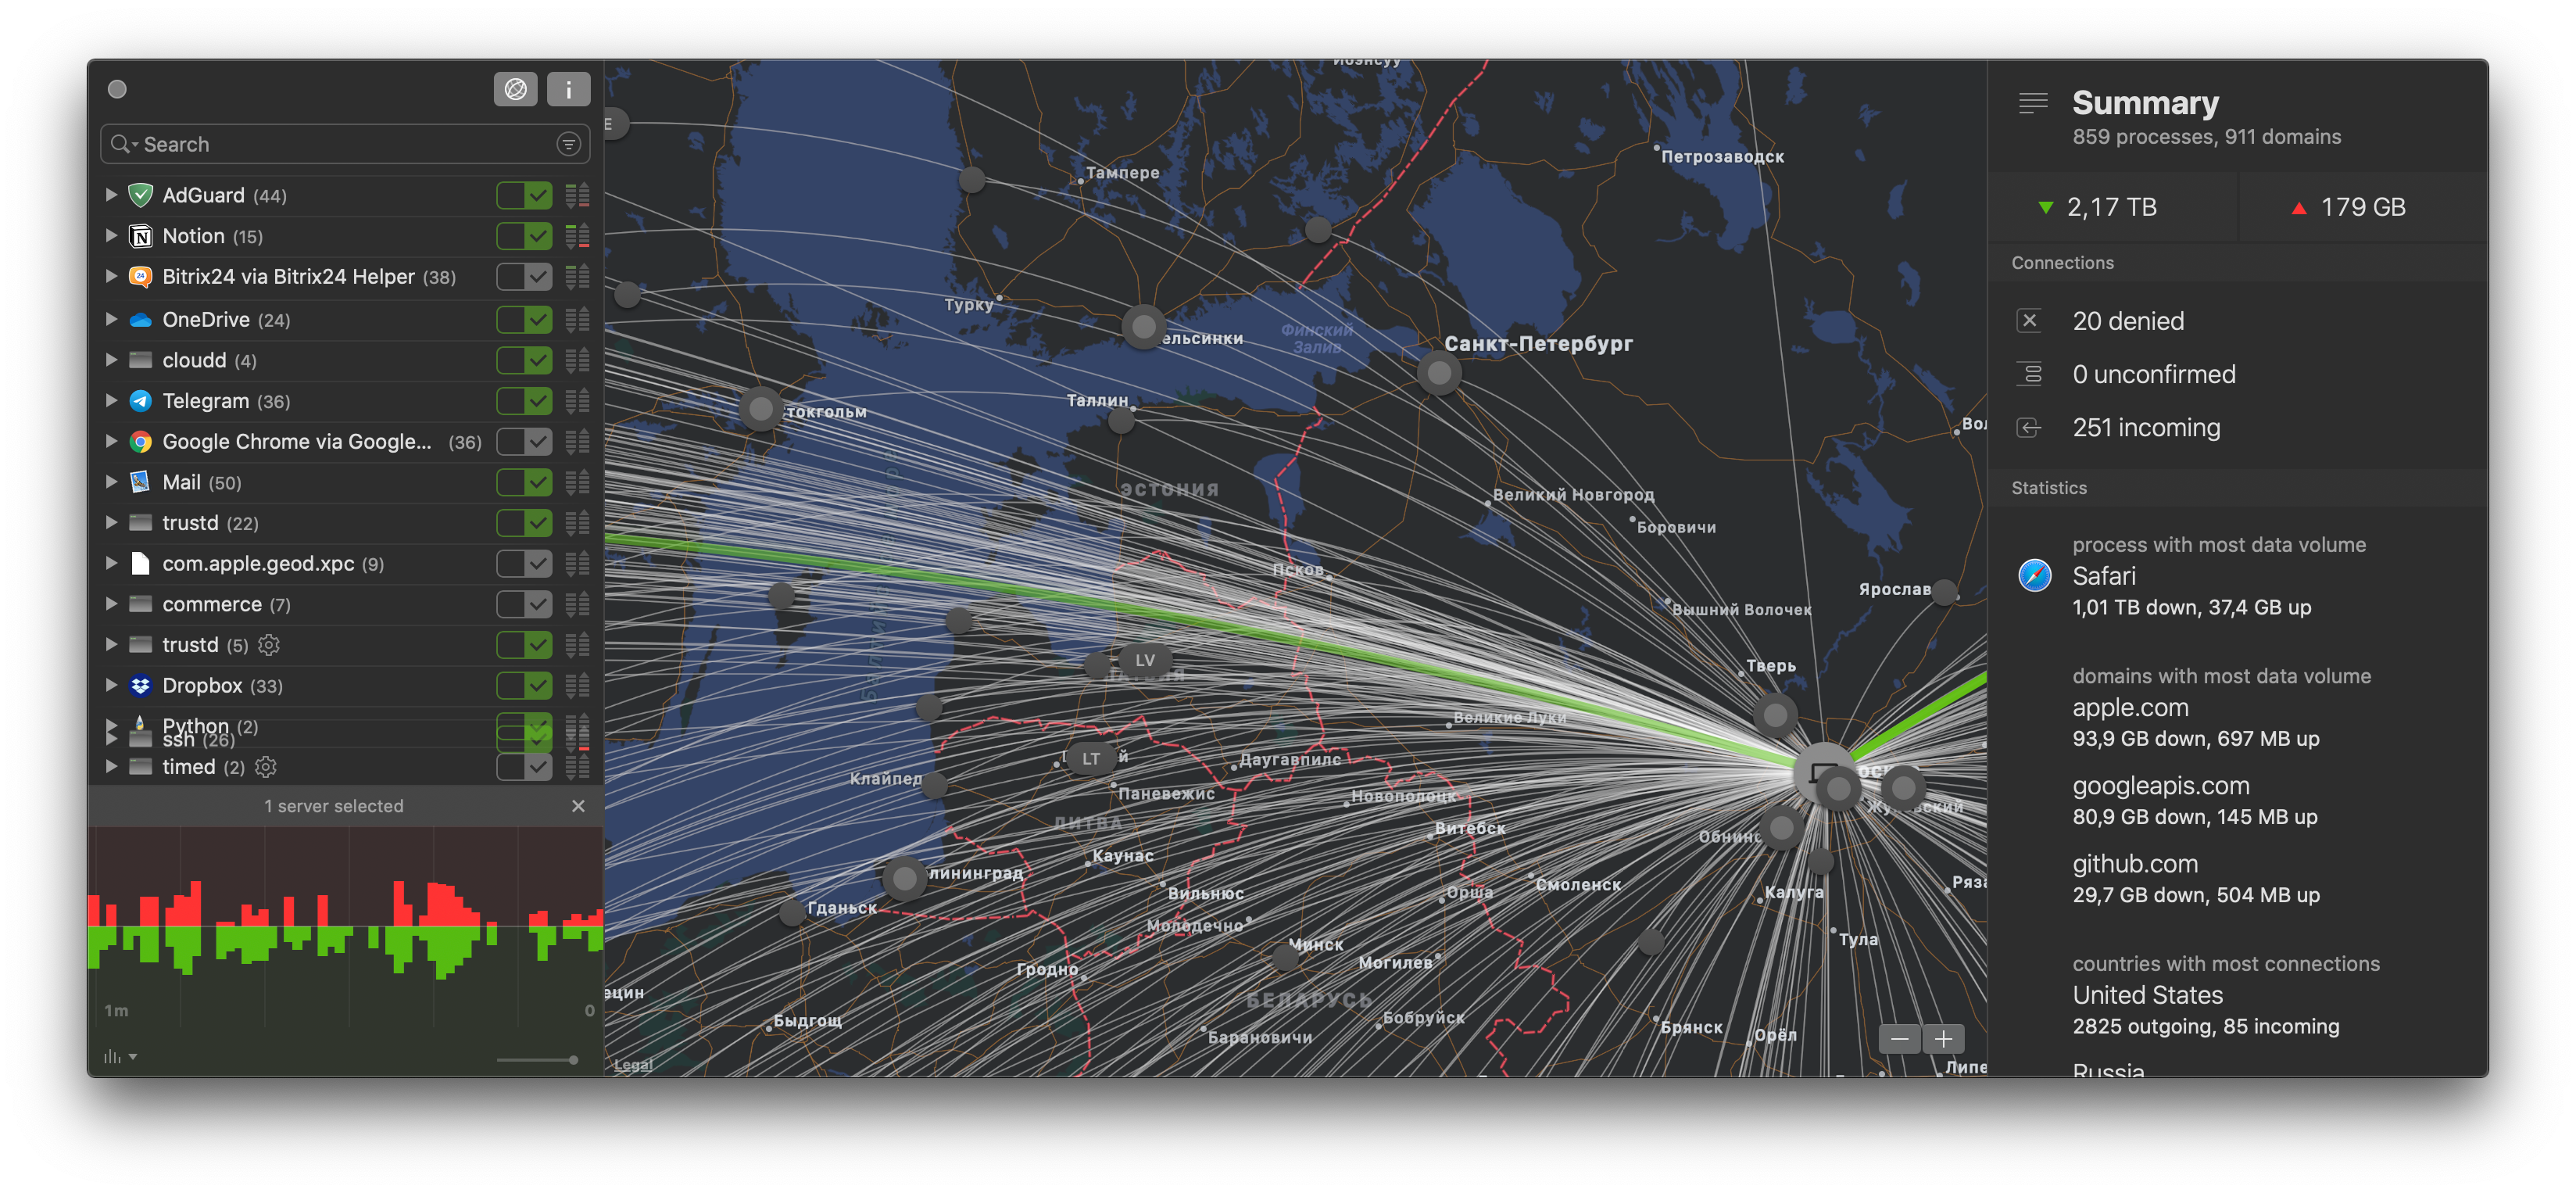 Search
AdGuard (44)
Notion (15)
Bitrix24 via Bitrix24 Helper (38)
OneDrive (24)
cloudd (4)
Telegram (36)
Google Chrome via Google... (36)
Mail (50)
trustd (22)
com.apple.geod.xpc (9)
commerce (7)
trustd (5)
Dropbox (33)
Python (2)
ssh (26)
timed (2)
1 server selected
1m
0
E
Йоэнсуу
Тампере
Петрозаводск
Турку
ельсинки
Финский
Залив
Санкт-Петербург
токгольм
Таллин
Вол
ЭСТОНИЯ
Великий Новгород
Боровичи
Псков
Ярослав
Вышний Волочек
LV
Тверь
Великие Луки
LT
й
Даугавпилс
Клайпед
Паневежис
Новополоцк
ЛИТВА
Витебск
Обнинс
Каунас
лининград
Вильнюс
Орша
Смоленск
Калуга
Ряза
Гданьск
Молодечно
Минск
Могилев
Тула
Гродно
ецин
БЕЛАРУСЬ
Быдгощ
Бобруйск
Барановичи
Брянск
Орёл
Липе
Legal
Summary
859 processes, 911 domains
2,17 TB
179 GB
Connections
20 denied
0 unconfirmed
251 incoming
Statistics
process with most data volume
Safari
1,01 TB down, 37,4 GB up
domains with most data volume
apple.com
93,9 GB down, 697 MB up
googleapis.com
80,9 GB down, 145 MB up
github.com
29,7 GB down, 504 MB up
countries with most connections
United States
2825 outgoing, 85 incoming
Russia